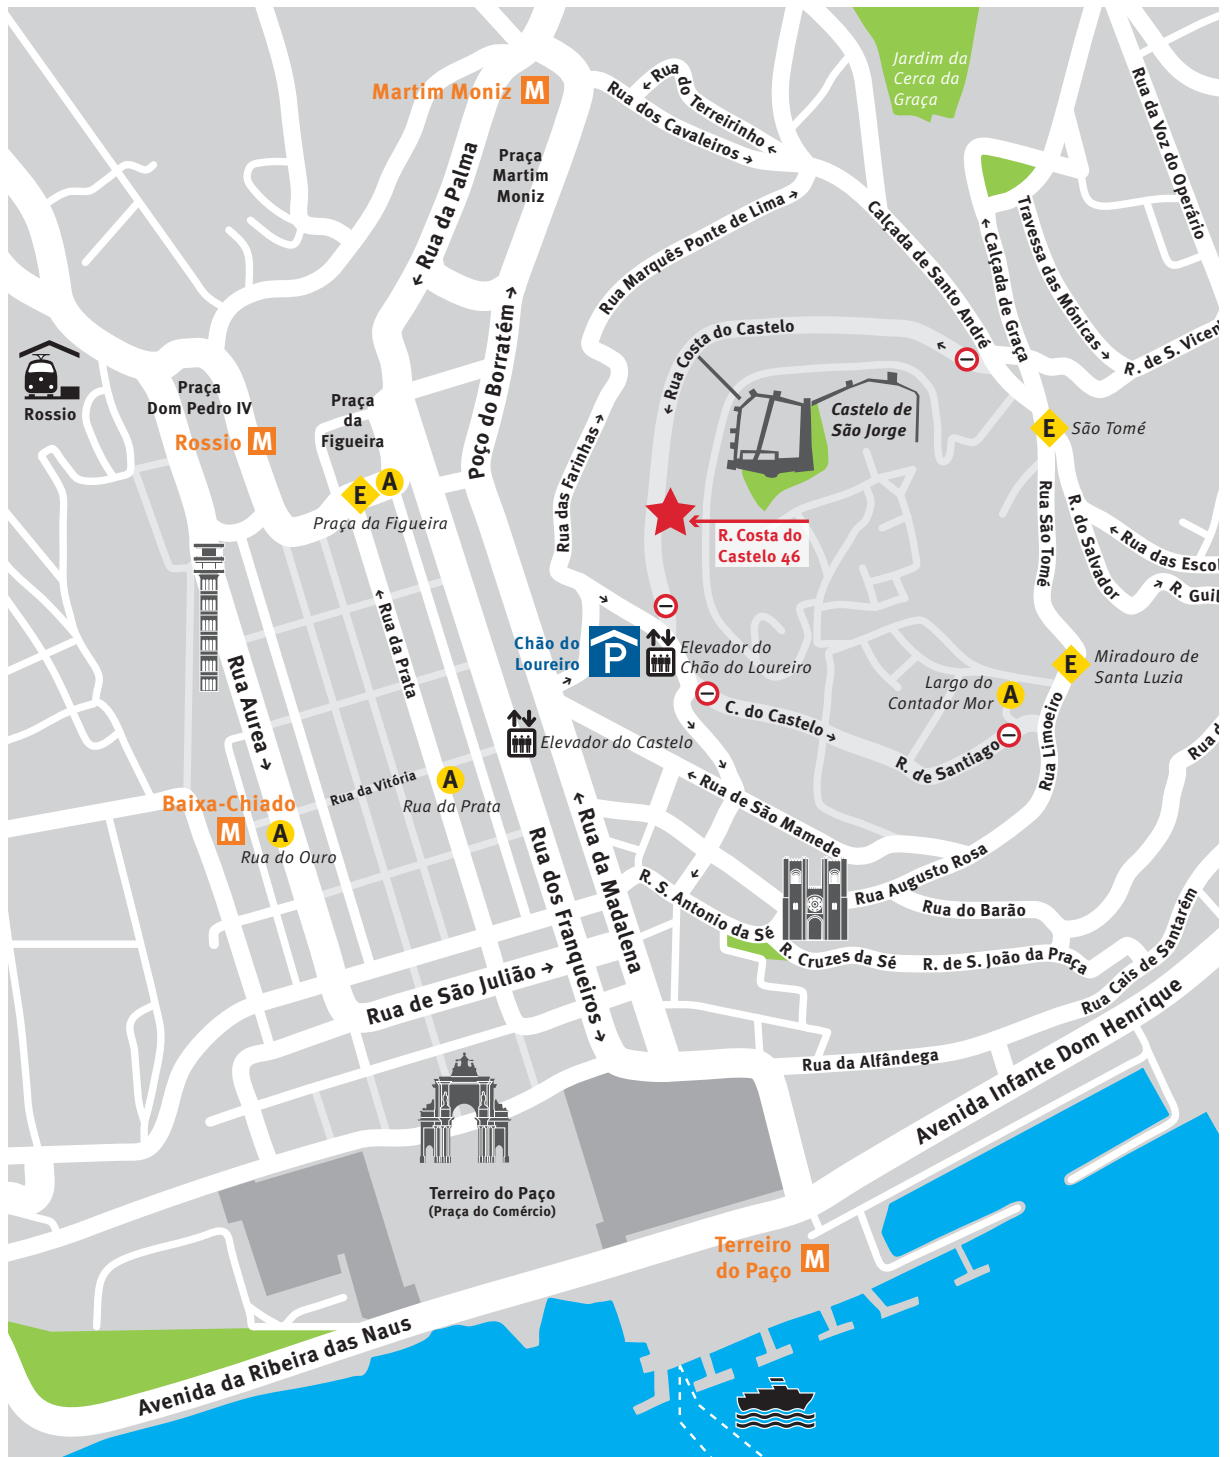 Jardim da
Cerca da
Graça
Martim Moniz M
Rua do Terreirinho
Rua dos Cavaleiros
Rua da Voz do Operário
Praça
Martim
Moniz
Rua da Palma
Rua Marquês Ponte de Lima
Calçada de Santo André
Calçada de Graça
Travessa das Mónicas
R. de S. Vicen
Rua Costa do Castelo
Poço do Borratém
Rossio
Praça
Dom Pedro IV
Rossio M
Praça
da
Figueira
Castelo de
São Jorge
E São Tomé
E A
Praça da Figueira
Rua das Farinhas
R. Costa do
Castelo 46
Rua São Tomé
R. do Salvador
Rua das Escol
R. Guil
Rua da Prata
Chão do
Loureiro
P
Elevador do
Chão do Loureiro
E
Miradouro de
Santa Luzia
Largo do
Contador Mor A
Rua Aurea
C. do Castelo
R. de Santiago
Rua Limoeiro
Rua d
Elevador do Castelo
Rua da Vitória
A
Rua da Prata
Baixa-Chiado
M A
Rua do Ouro
Rua de São Mamede
Rua da Madalena
Rua dos Franqueiros
Rua Augusto Rosa
R. S. Antonio da Sé
Rua do Barão
R. Cruzes da Sé
R. de S. João da Praça
Rua Cais de Santarém
Rua de São Julião
Rua da Alfândega
Avenida Infante Dom Henrique
Terreiro do Paço
(Praça do Comércio)
Terreiro
do Paço M
Avenida da Ribeira das Naus